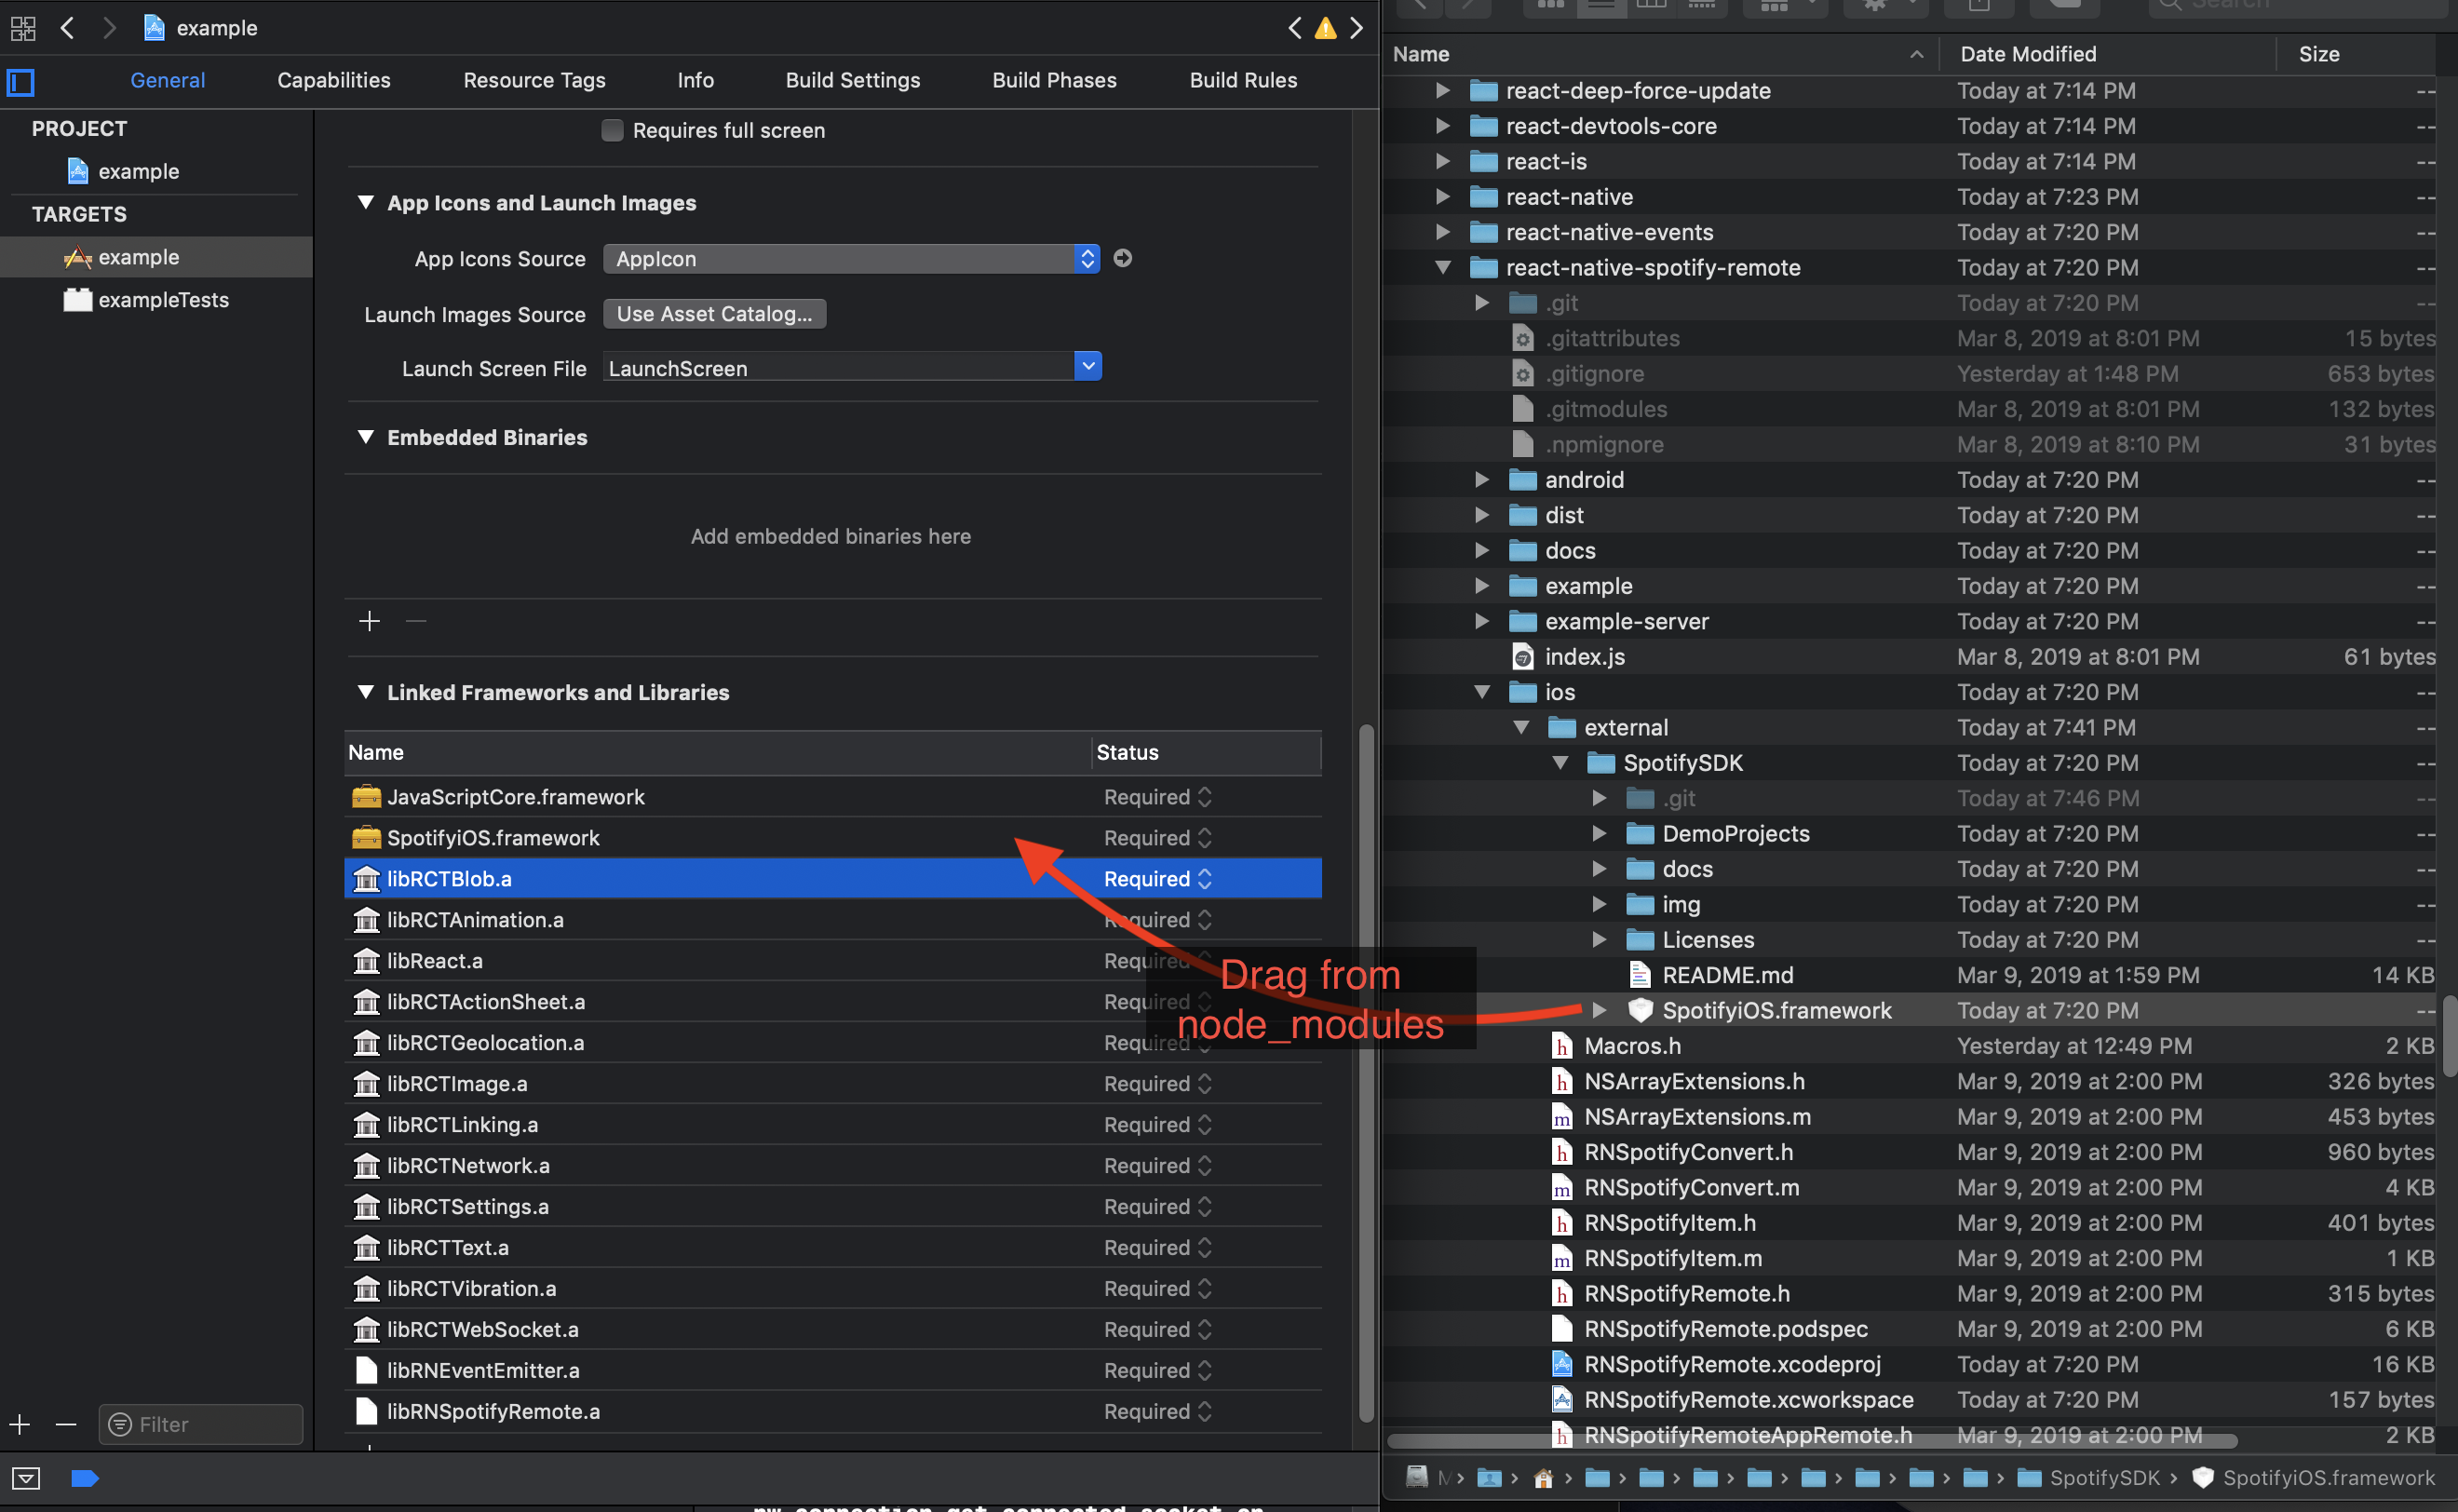 example
General Capabilities Resource Tags Info Build Settings Build Phases Build Rules
PROJECT
example
TARGETS
example
exampleTests
Requires full screen
App Icons and Launch Images
App Icons Source AppIcon
Launch Images Source Use Asset Catalog...
Launch Screen File LaunchScreen
Embedded Binaries
Add embedded binaries here
Linked Frameworks and Libraries
Name Status
JavaScriptCore.framework Required
SpotifyiOS.framework Required
libRCTBlob.a Required
libRCTAnimation.a Required
libReact.a Required
libRCTActionSheet.a Required
libRCTGeolocation.a Required
libRCTImage.a Required
libRCTLinking.a Required
libRCTNetwork.a Required
libRCTSettings.a Required
libRCTText.a Required
libRCTVibration.a Required
libRCTWebSocket.a Required
libRNEventEmitter.a Required
libRNSpotifyRemote.a Required
Filter
Drag from
node_modules
Search
Name Date Modified Size
react-deep-force-update Today at 7:14 PM --
react-devtools-core Today at 7:14 PM --
react-is Today at 7:14 PM --
react-native Today at 7:23 PM --
react-native-events Today at 7:20 PM --
react-native-spotify-remote Today at 7:20 PM --
.git Today at 7:20 PM --
.gitattributes Mar 8, 2019 at 8:01 PM 15 bytes
.gitignore Yesterday at 1:48 PM 653 bytes
.gitmodules Mar 8, 2019 at 8:01 PM 132 bytes
.npmignore Mar 8, 2019 at 8:10 PM 31 bytes
android Today at 7:20 PM --
dist Today at 7:20 PM --
docs Today at 7:20 PM --
example Today at 7:20 PM --
example-server Today at 7:20 PM --
index.js Mar 8, 2019 at 8:01 PM 61 bytes
ios Today at 7:20 PM --
external Today at 7:41 PM --
SpotifySDK Today at 7:20 PM --
.git Today at 7:46 PM --
DemoProjects Today at 7:20 PM --
docs Today at 7:20 PM --
img Today at 7:20 PM --
Licenses Today at 7:20 PM --
README.md Mar 9, 2019 at 1:59 PM 14 KB
SpotifyiOS.framework Today at 7:20 PM --
Macros.h Yesterday at 12:49 PM 2 KB
NSArrayExtensions.h Mar 9, 2019 at 2:00 PM 326 bytes
NSArrayExtensions.m Mar 9, 2019 at 2:00 PM 453 bytes
RNSpotifyConvert.h Mar 9, 2019 at 2:00 PM 960 bytes
RNSpotifyConvert.m Mar 9, 2019 at 2:00 PM 4 KB
RNSpotifyItem.h Mar 9, 2019 at 2:00 PM 401 bytes
RNSpotifyItem.m Mar 9, 2019 at 2:00 PM 1 KB
RNSpotifyRemote.h Mar 9, 2019 at 2:00 PM 315 bytes
RNSpotifyRemote.podspec Mar 9, 2019 at 2:00 PM 6 KB
RNSpotifyRemote.xcodeproj Today at 7:20 PM 16 KB
RNSpotifyRemote.xcworkspace Today at 7:20 PM 157 bytes
RNSpotifyRemoteAppRemote.h Mar 9, 2019 at 2:00 PM 2 KB
SpotifySDK SpotifyiOS.framework